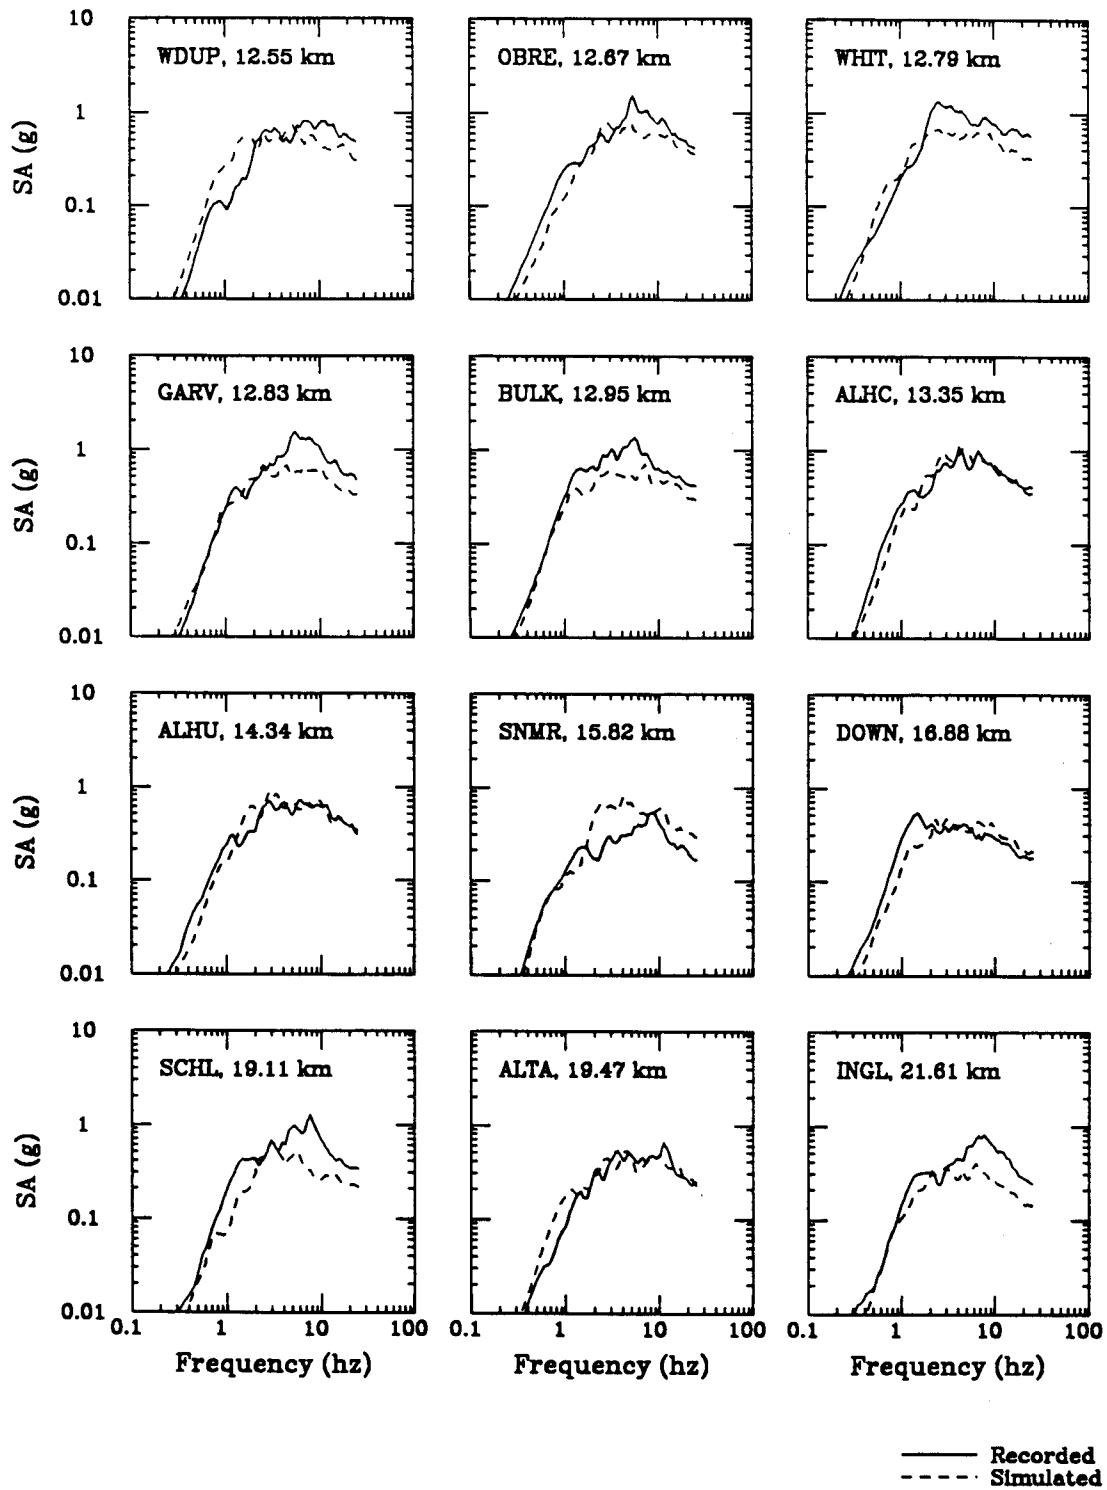 10
WDUP, 12.55 km
OBRE, 12.67 km
WHIT, 12.79 km
1
SA (g)
0.1
0.01
10
GARV, 12.83 km
BULK, 12.95 km
ALHC, 13.35 km
1
SA (g)
0.1
0.01
10
ALHU, 14.34 km
SNMR, 15.82 km
DOWN, 16.88 km
1
SA (g)
0.1
0.01
10
SCHL, 19.11 km
ALTA, 19.47 km
INGL, 21.61 km
1
SA (g)
0.1
0.01
0.1 1 10 100 0.1 1 10 100 0.1 1 10 100
Frequency (hz) Frequency (hz) Frequency (hz)
Recorded
Simulated